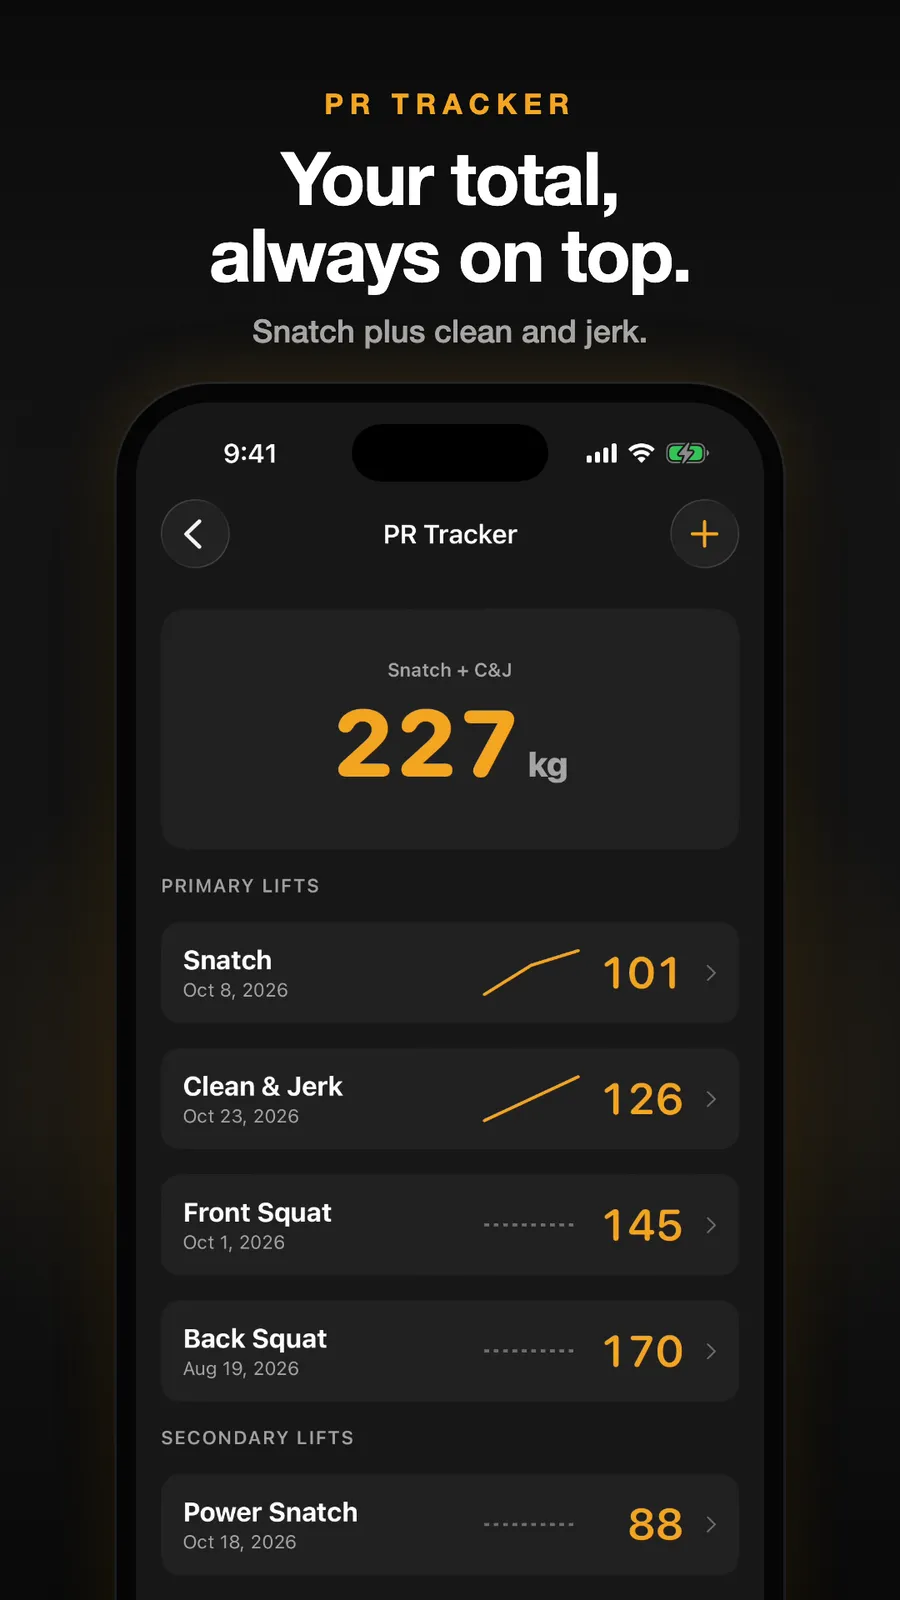 PR TRACKER
Your total,
always on top.
Snatch plus clean and jerk.
9:41
PR Tracker
Snatch + C&J
227 kg
PRIMARY LIFTS
Snatch
Oct 8, 2026
101
Clean & Jerk
Oct 23, 2026
126
Front Squat
Oct 1, 2026
145
Back Squat
Aug 19, 2026
170
SECONDARY LIFTS
Power Snatch
Oct 18, 2026
88